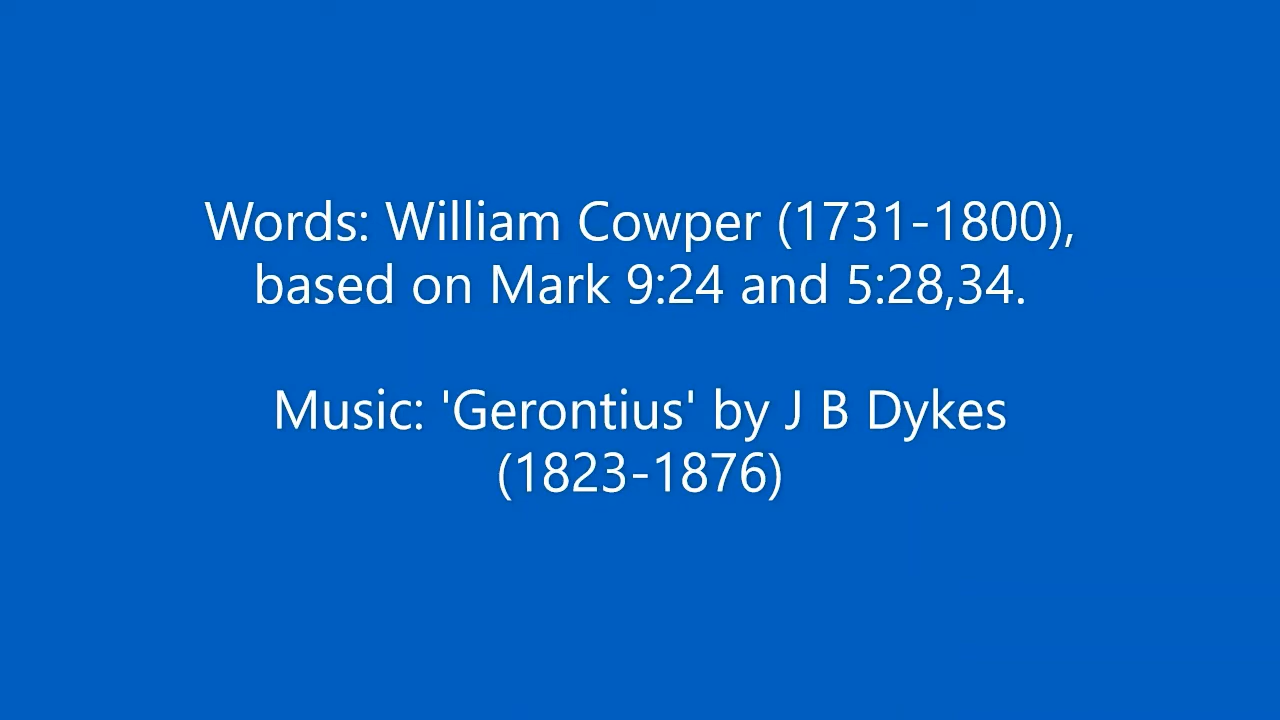 Words: William Cowper (1731-1800),
based on Mark 9:24 and 5:28,34.
Music: 'Gerontius' by J B Dykes
(1823-1876)